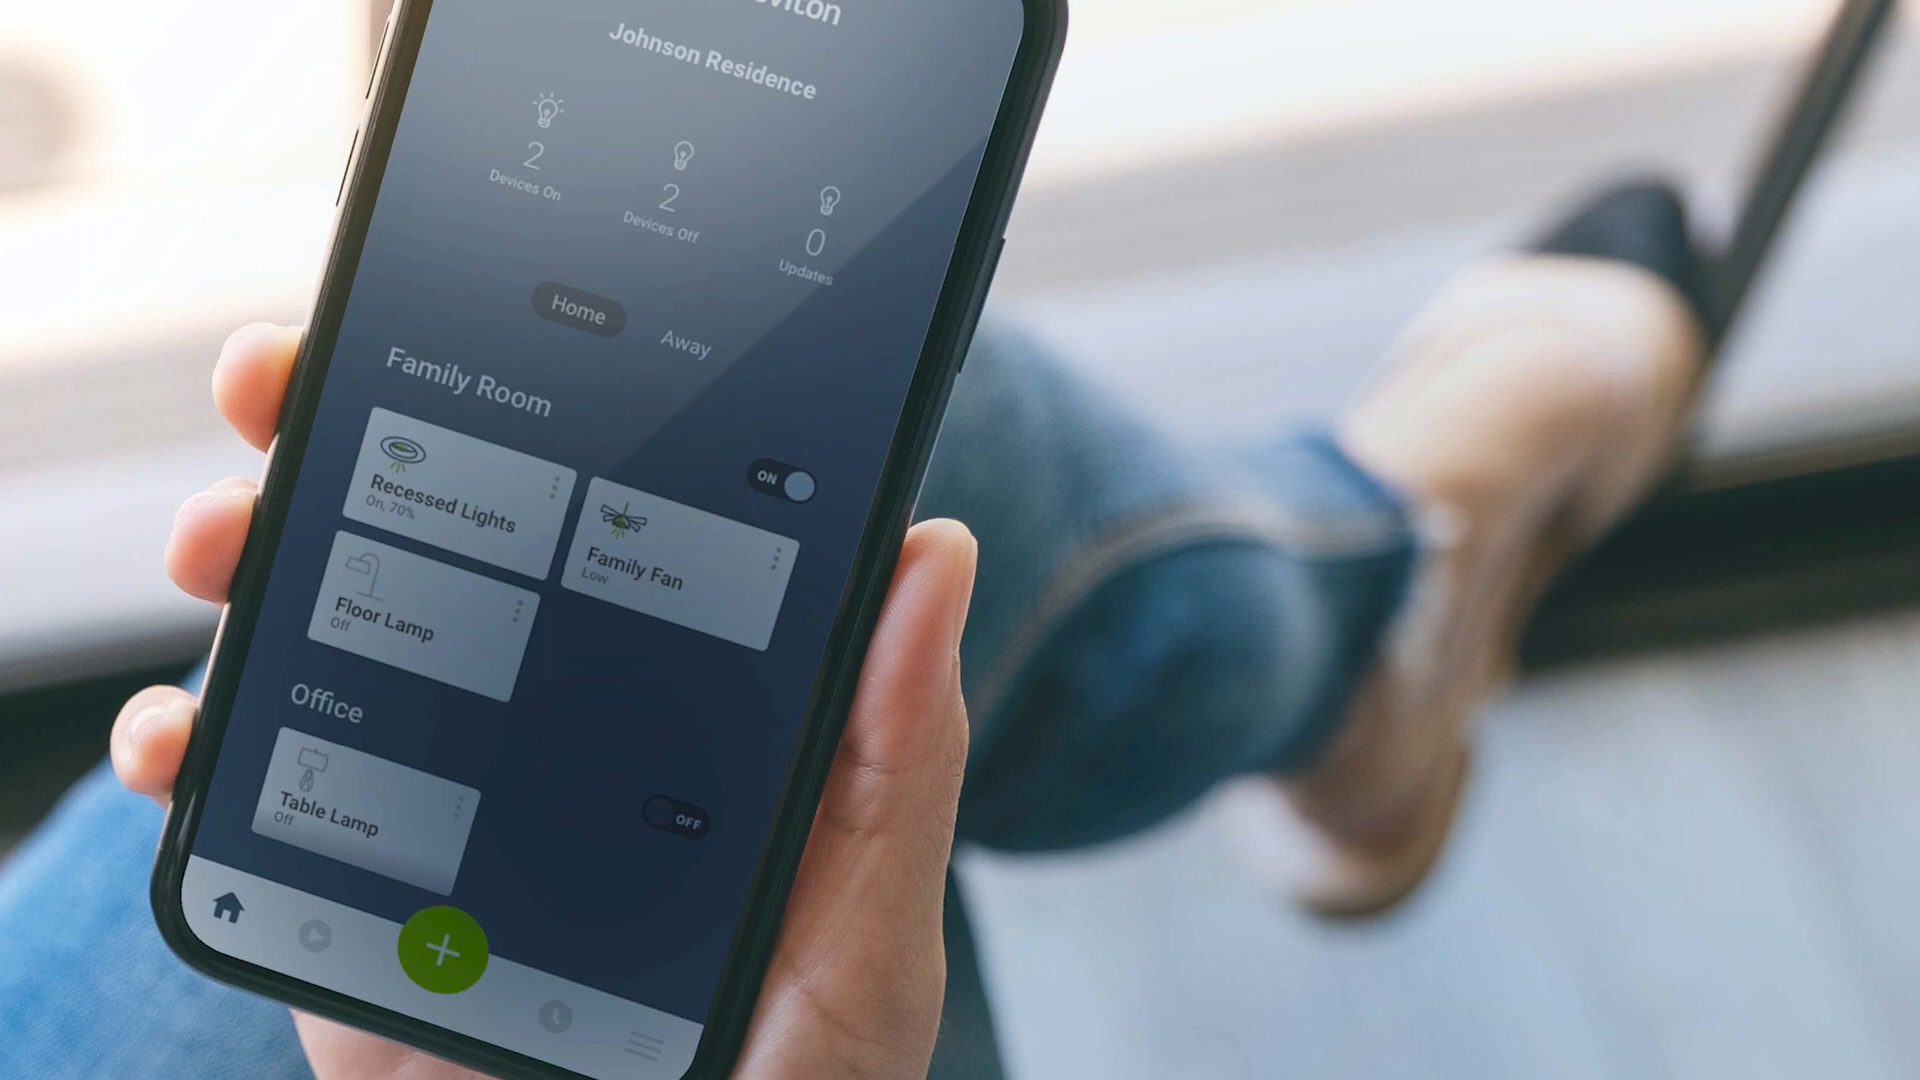 Johnson Residence
2
Devices On
2
Devices Off
0
Updates
Home
Away
Family Room
ON
Recessed Lights
On, 70%
Family Fan
Low
Floor Lamp
Off
Office
OFF
Table Lamp
Off